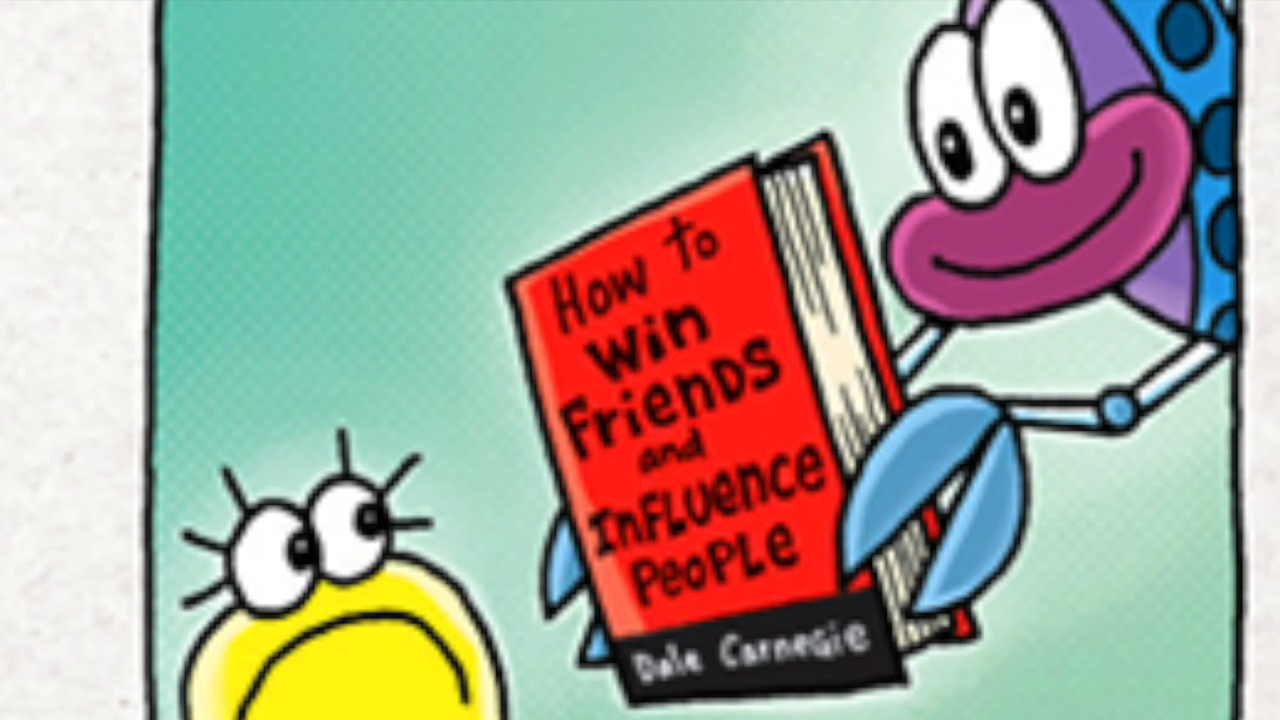 How to
Win
Friends
and
Influence
People
Dale Carnegie